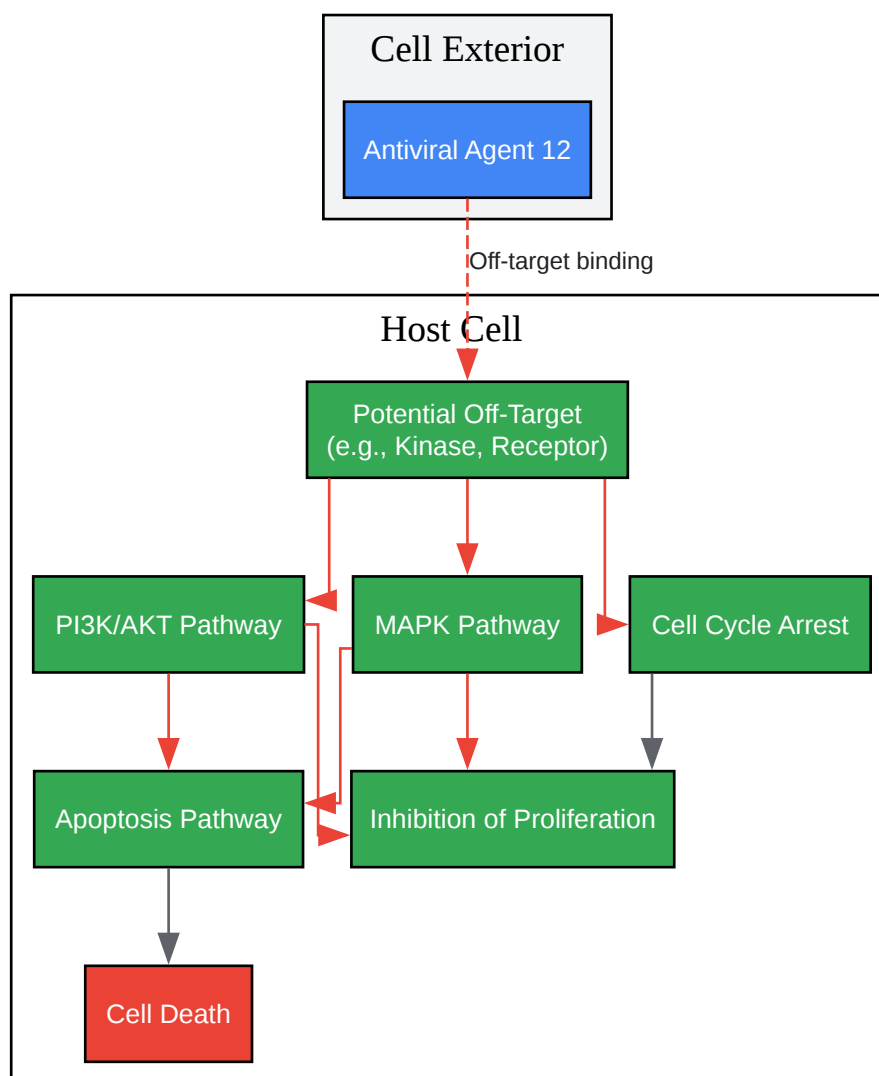 Cell Exterior
Antiviral Agent 12
Off-target binding
Host Cell
Potential Off-Target
(e.g., Kinase, Receptor)
PI3K/AKT Pathway
MAPK Pathway
Cell Cycle Arrest
Apoptosis Pathway
Inhibition of Proliferation
Cell Death